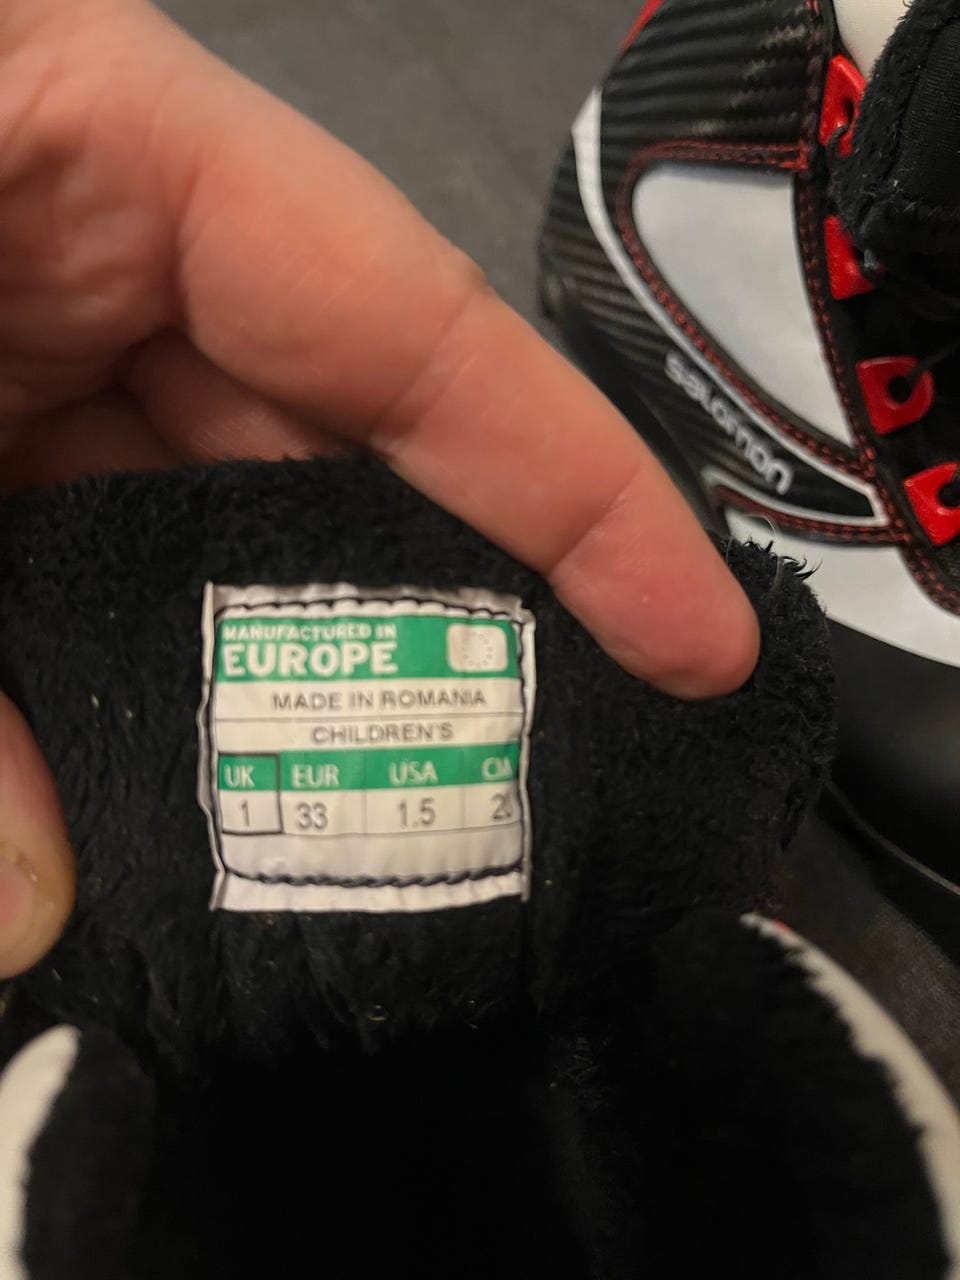 salomon
MANUFACTURED IN
EUROPE
MADE IN ROMANIA
CHILDREN'S
UK EUR USA
1 33 1.5